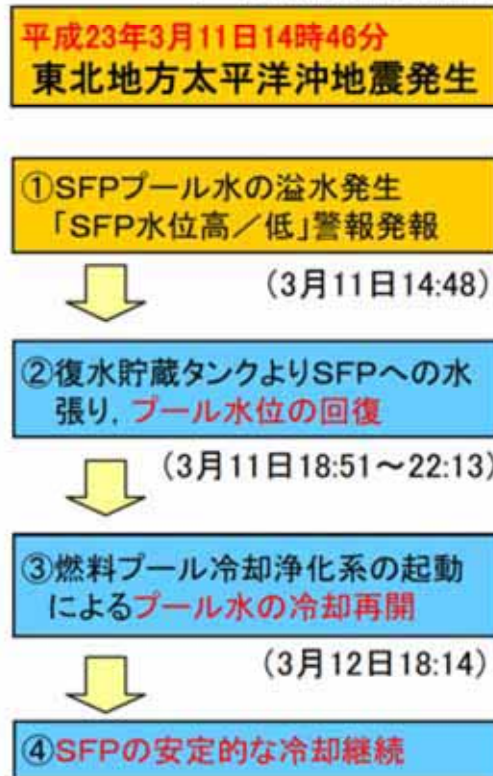 平成23年3月11日14時46分
東北地方太平洋沖地震発生
①SFPプール水の溢水発生
「SFP水位高／低」警報発報
(3月11日14:48)
②復水貯蔵タンクよりSFPへの水
張り,プール水位の回復
(3月11日18:51～22:13)
③燃料プール冷却浄化系の起動
によるプール水の冷却再開
(3月12日18:14)
④SFPの安定的な冷却継続